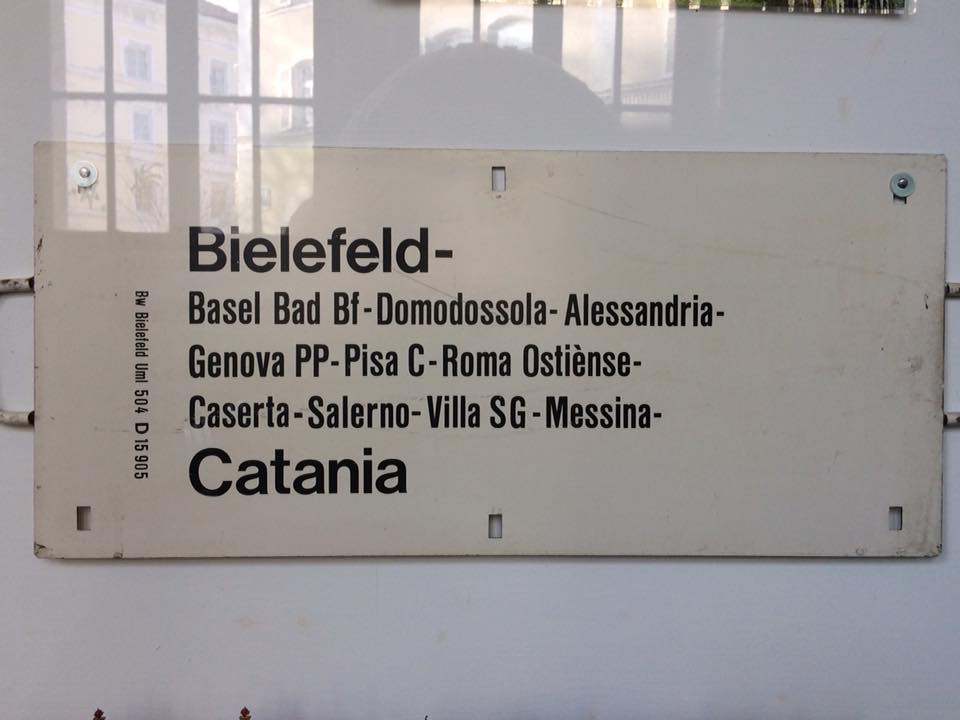 Bielefeld-
Basel Bad Bf-Domodossola-Alessandria-
Genova PP-Pisa C-Roma Ostiènse-
Caserta-Salerno-Villa SG-Messina-
Catania
Bw Bielefeld Uml 504 D 15 905